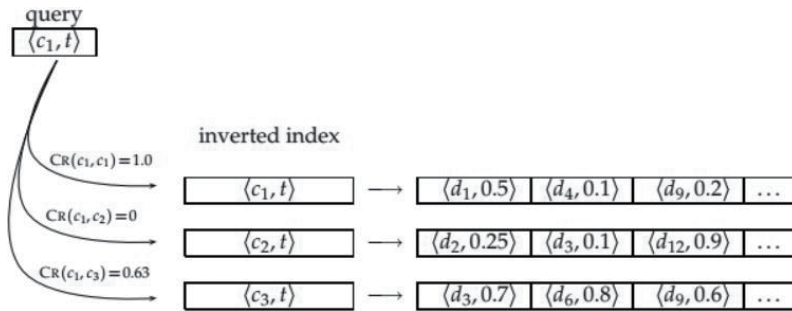 query
⟨c₁, t⟩
inverted index
CR(c₁, c₁) = 1.0
⟨c₁, t⟩ → ⟨d₁, 0.5⟩ ⟨d₄, 0.1⟩ ⟨d₉, 0.2⟩ ...
CR(c₁, c₂) = 0
⟨c₂, t⟩ → ⟨d₂, 0.25⟩ ⟨d₃, 0.1⟩ ⟨d₁₂, 0.9⟩ ...
CR(c₁, c₃) = 0.63
⟨c₃, t⟩ → ⟨d₃, 0.7⟩ ⟨d₆, 0.8⟩ ⟨d₉, 0.6⟩ ...